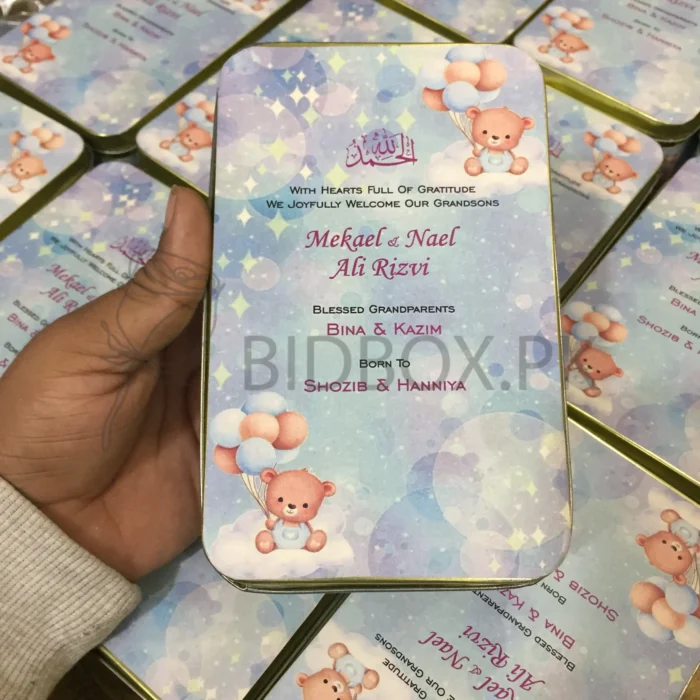 الحمد لله
WITH HEARTS FULL OF GRATITUDE
WE JOYFULLY WELCOME OUR GRANDSONS
Mekael & Nael
Ali Rizvi
BLESSED GRANDPARENTS
BINA & KAZIM
BORN TO
SHOZIB & HANNIYA
BIDBOX.PK